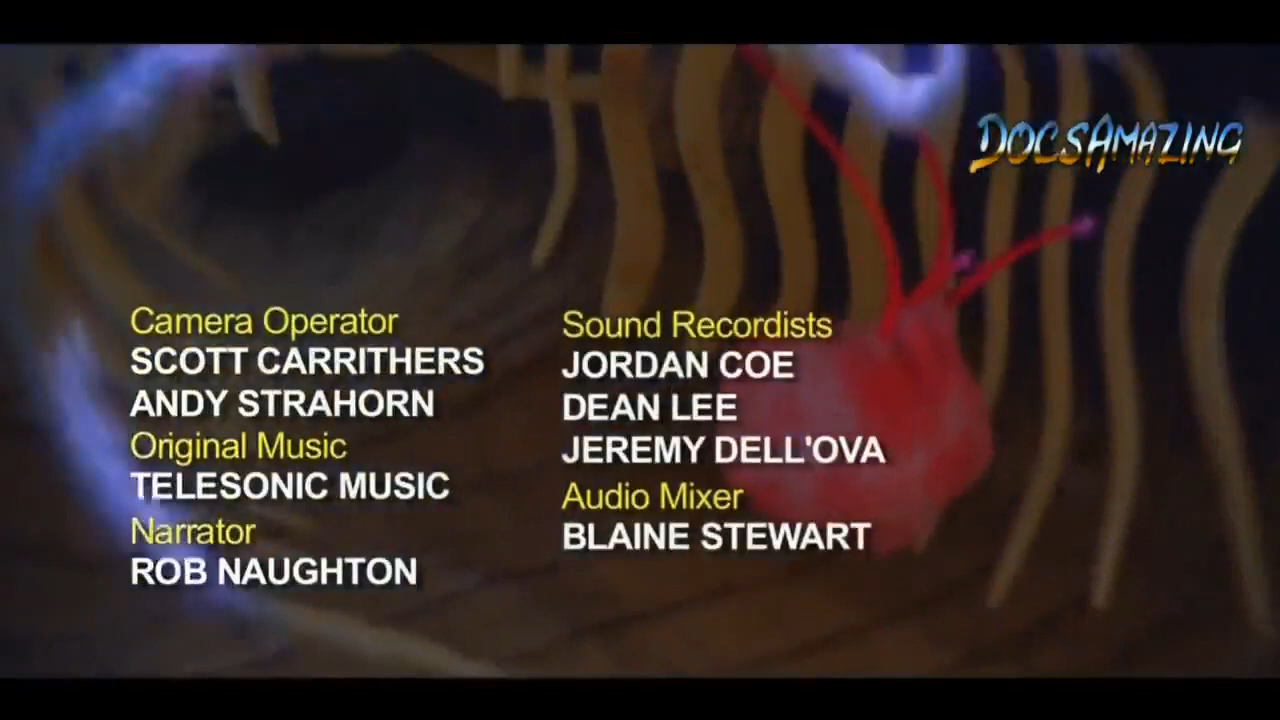 DOCSAMAZING
Camera Operator
SCOTT CARRITHERS
ANDY STRAHORN
Original Music
TELESONIC MUSIC
Narrator
ROB NAUGHTON
Sound Recordists
JORDAN COE
DEAN LEE
JEREMY DELL'OVA
Audio Mixer
BLAINE STEWART